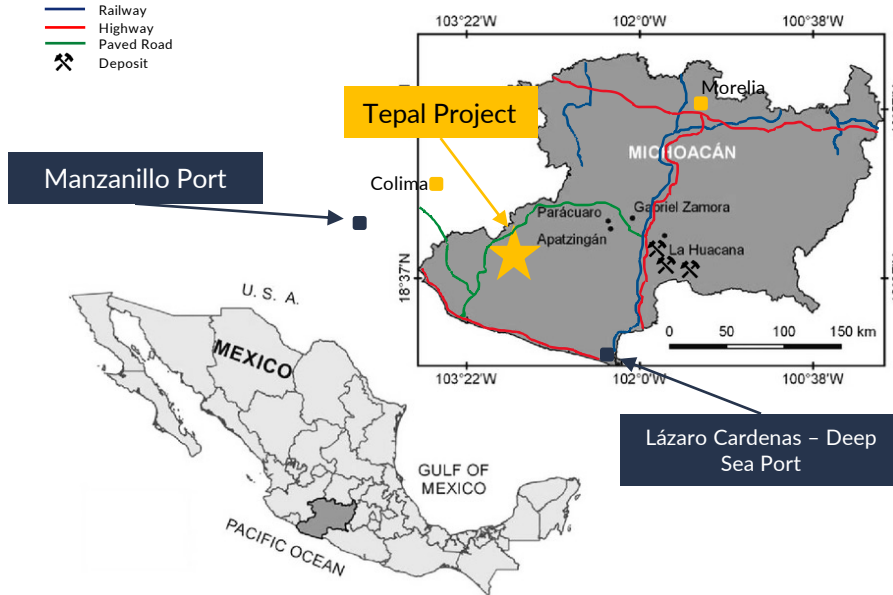 Railway
Highway
Paved Road
Deposit
103°22'W
102°0'W
100°38'W
Tepal Project
Morelia
MICHOACÁN
Manzanillo Port
Colima
Parácuaro
Gabriel Zamora
Apatzingán
La Huacana
18°37'N
0 50 100 150 km
103°22'W
102°0'W
100°38'W
U. S. A.
MEXICO
Lázaro Cardenas – Deep
Sea Port
GULF OF
MEXICO
PACIFIC OCEAN